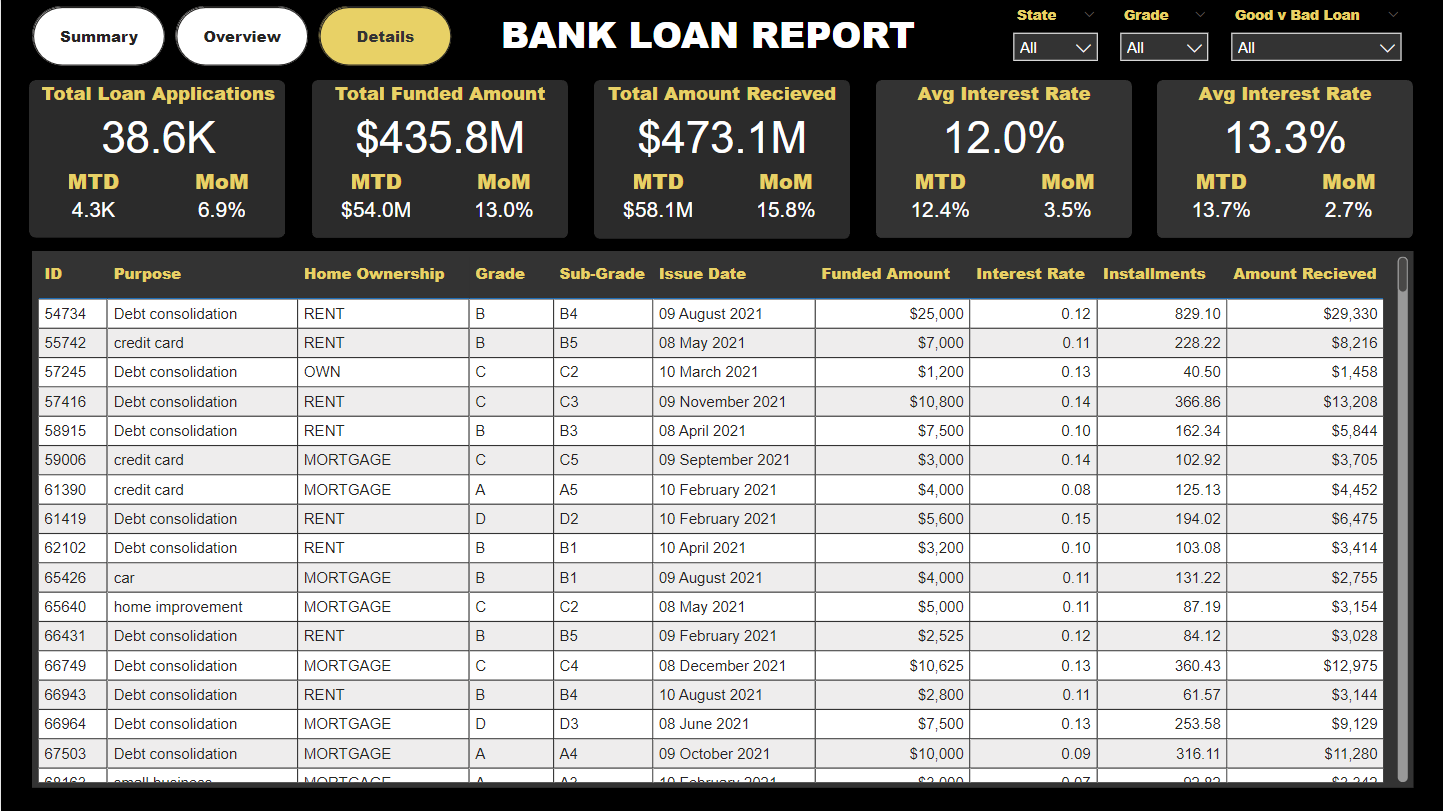 Summary Overview Details BANK LOAN REPORT State Grade Good v Bad Loan
All All All
Total Loan Applications Total Funded Amount Total Amount Recieved Avg Interest Rate Avg Interest Rate
38.6K $435.8M $473.1M 12.0% 13.3%
MTD MoM MTD MoM MTD MoM MTD MoM MTD MoM
4.3K 6.9% $54.0M 13.0% $58.1M 15.8% 12.4% 3.5% 13.7% 2.7%
ID Purpose Home Ownership Grade Sub-Grade Issue Date Funded Amount Interest Rate Installments Amount Recieved
54734 Debt consolidation RENT B B4 09 August 2021 $25,000 0.12 829.10 $29,330
55742 credit card RENT B B5 08 May 2021 $7,000 0.11 228.22 $8,216
57245 Debt consolidation OWN C C2 10 March 2021 $1,200 0.13 40.50 $1,458
57416 Debt consolidation RENT C C3 09 November 2021 $10,800 0.14 366.86 $13,208
58915 Debt consolidation RENT B B3 08 April 2021 $7,500 0.10 162.34 $5,844
59006 credit card MORTGAGE C C5 09 September 2021 $3,000 0.14 102.92 $3,705
61390 credit card MORTGAGE A A5 10 February 2021 $4,000 0.08 125.13 $4,452
61419 Debt consolidation RENT D D2 10 February 2021 $5,600 0.15 194.02 $6,475
62102 Debt consolidation RENT B B1 10 April 2021 $3,200 0.10 103.08 $3,414
65426 car MORTGAGE B B1 09 August 2021 $4,000 0.11 131.22 $2,755
65640 home improvement MORTGAGE C C2 08 May 2021 $5,000 0.11 87.19 $3,154
66431 Debt consolidation RENT B B5 09 February 2021 $2,525 0.12 84.12 $3,028
66749 Debt consolidation MORTGAGE C C4 08 December 2021 $10,625 0.13 360.43 $12,975
66943 Debt consolidation RENT B B4 10 August 2021 $2,800 0.11 61.57 $3,144
66964 Debt consolidation MORTGAGE D D3 08 June 2021 $7,500 0.13 253.58 $9,129
67503 Debt consolidation MORTGAGE A A4 09 October 2021 $10,000 0.09 316.11 $11,280
small business MORTGAGE A 10 February 2021